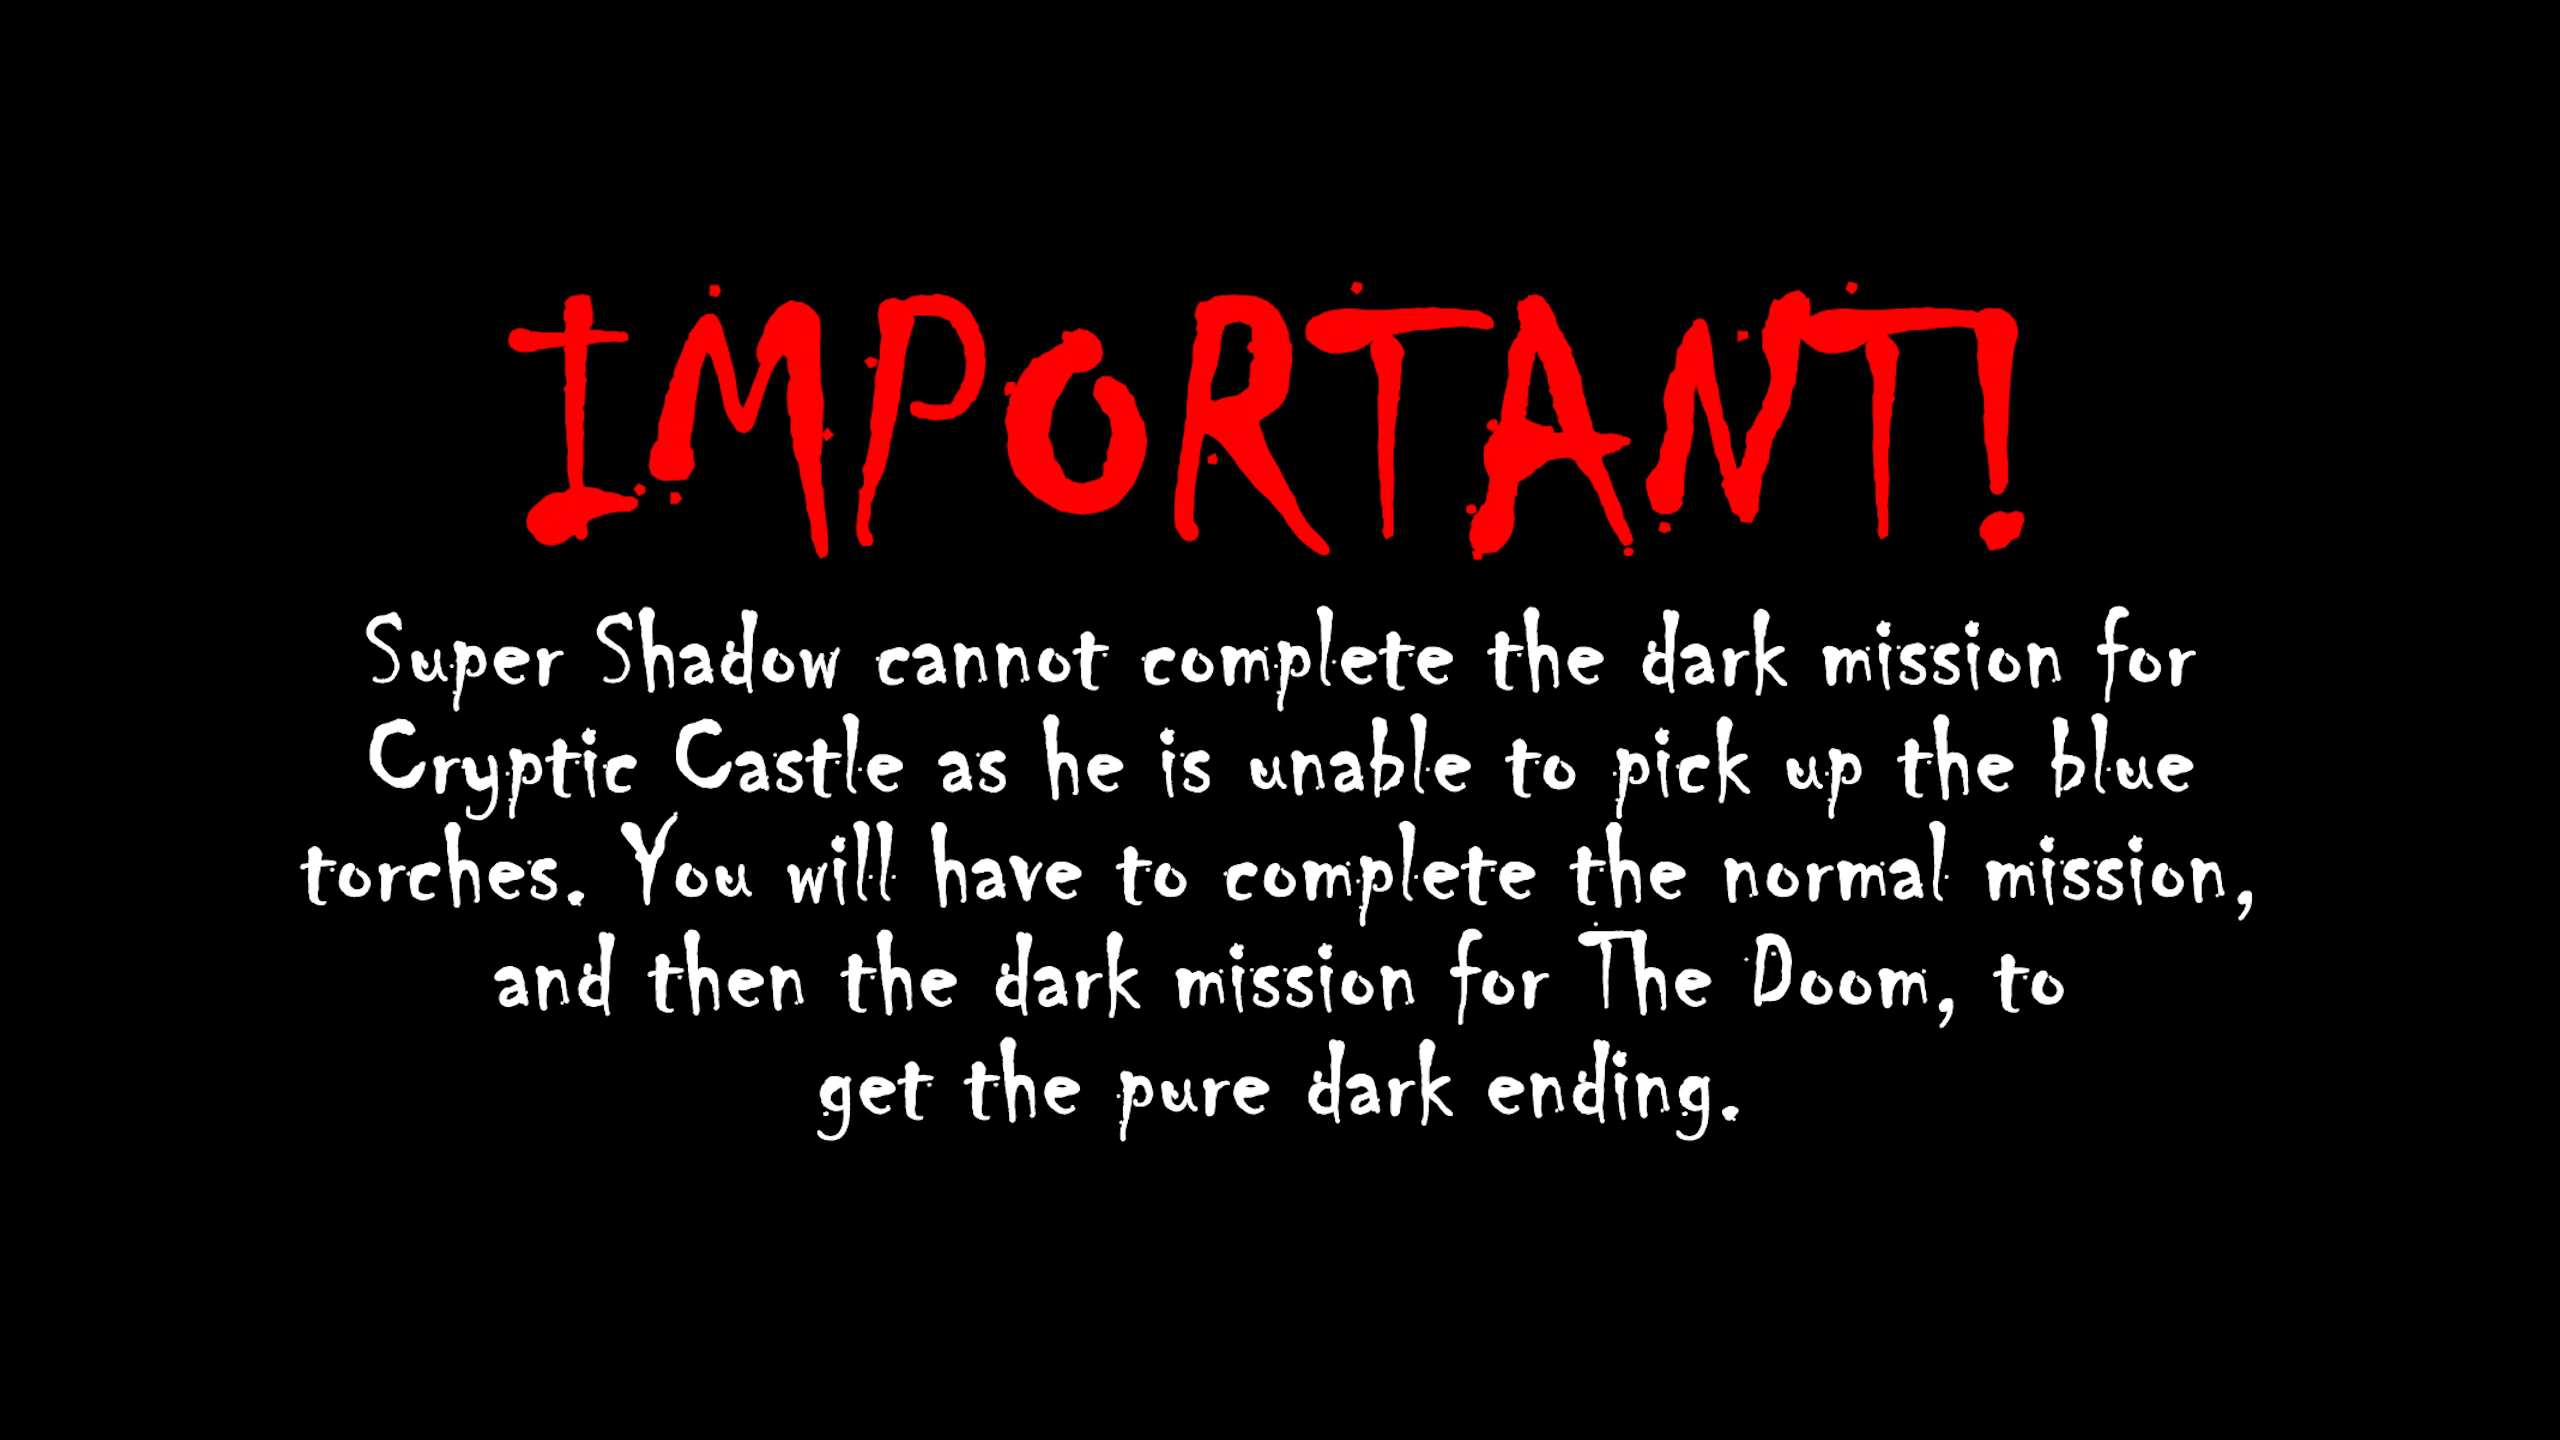 IMPORTANT!
Super Shadow cannot complete the dark mission for
Cryptic Castle as he is unable to pick up the blue
torches. You will have to complete the normal mission,
and then the dark mission for The Doom, to
get the pure dark ending.